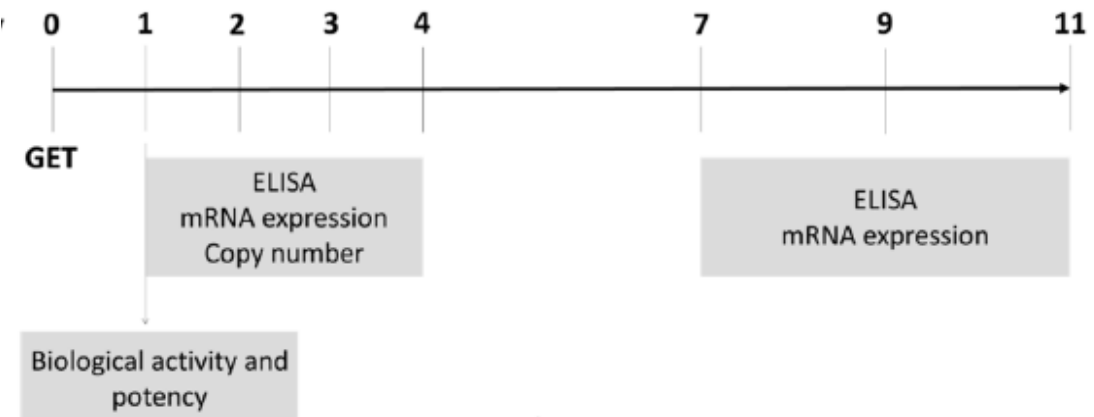 0 1 2 3 4 7 9 11
GET
ELISA
mRNA expression
Copy number
ELISA
mRNA expression
Biological activity and
potency